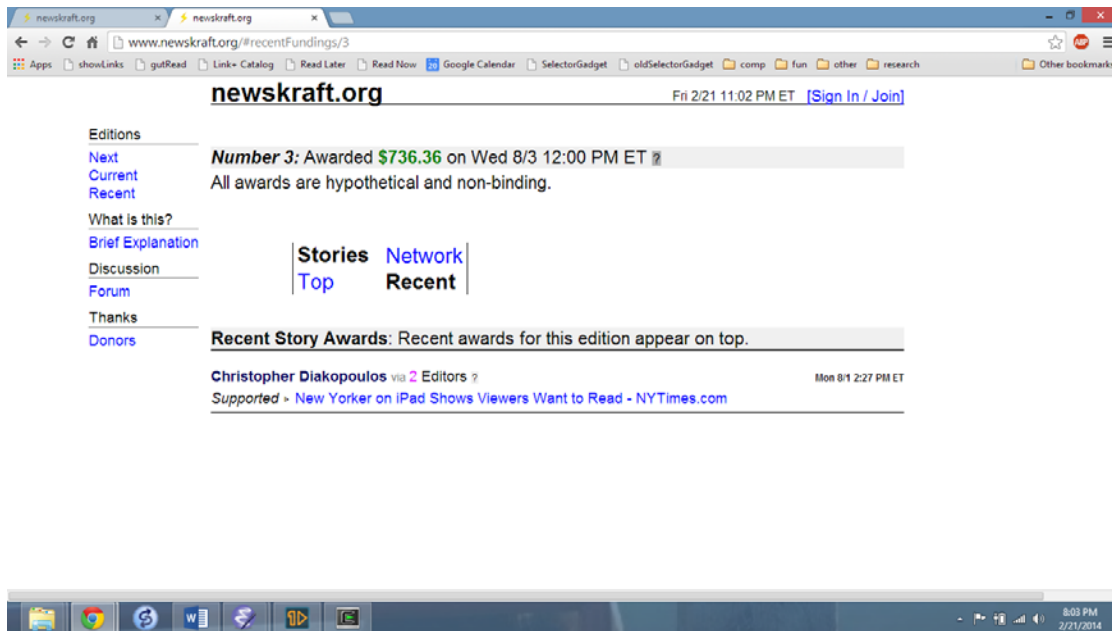 newskraft.org newskraft.org
www.newskraft.org/#recentFundings/3
Apps showLinks gutRead Link+ Catalog Read Later Read Now 20 Google Calendar SelectorGadget oldSelectorGadget comp fun other research Other bookmarks
newskraft.org Fri 2/21 11:02 PM ET [Sign In / Join]
Editions
Next
Current
Recent
What is this?
Brief Explanation
Discussion
Forum
Thanks
Donors
Number 3: Awarded $736.36 on Wed 8/3 12:00 PM ET ?
All awards are hypothetical and non-binding.
Stories Network
Top Recent
Recent Story Awards: Recent awards for this edition appear on top.
Christopher Diakopoulos via 2 Editors ? Mon 8/1 2:27 PM ET
Supported » New Yorker on iPad Shows Viewers Want to Read - NYTimes.com
8:03 PM
2/21/2014